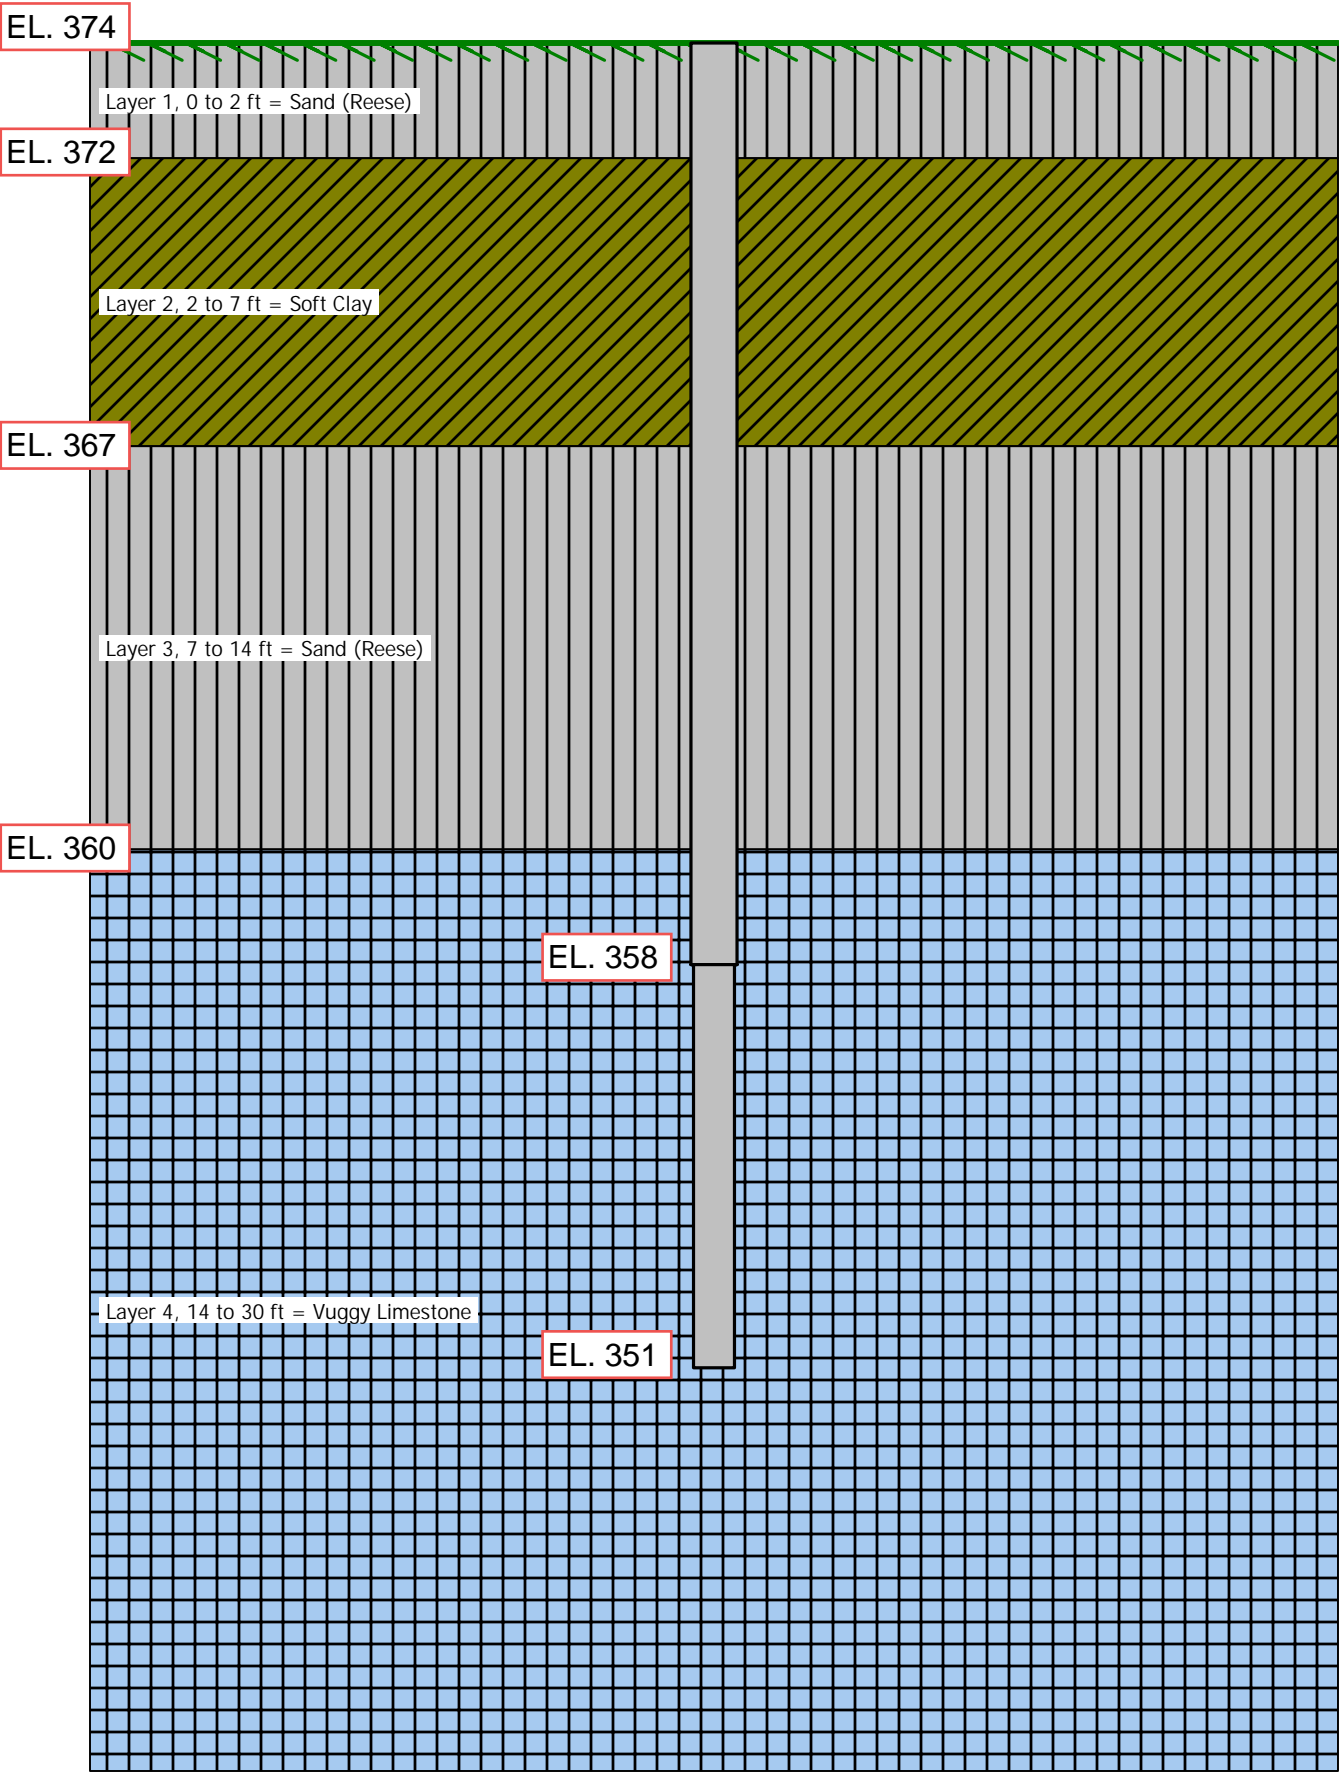 EL. 374
Layer 1, 0 to 2 ft = Sand (Reese)
EL. 372
Layer 2, 2 to 7 ft = Soft Clay
EL. 367
Layer 3, 7 to 14 ft = Sand (Reese)
EL. 360
EL. 358
Layer 4, 14 to 30 ft = Vuggy Limestone
EL. 351